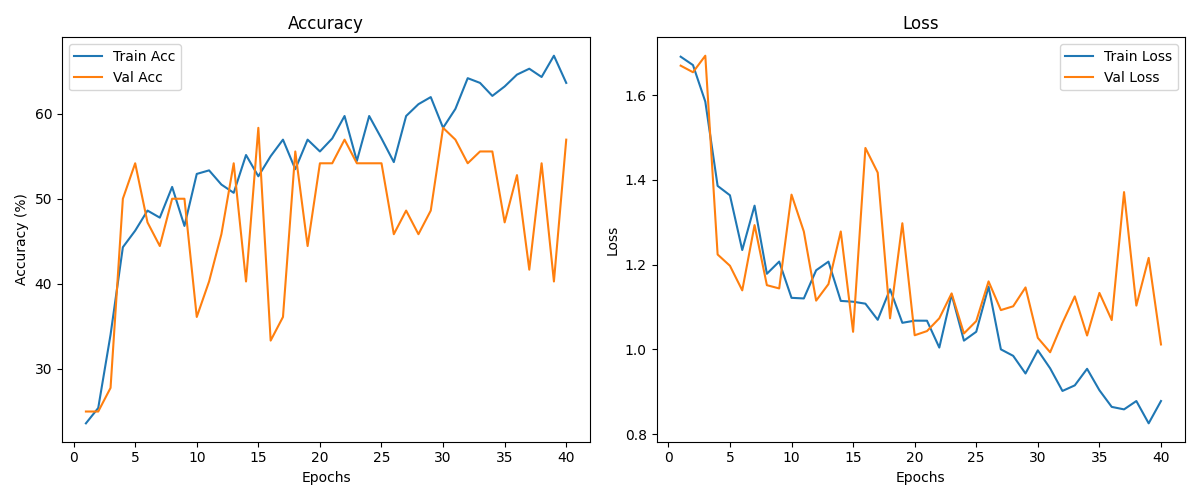 Accuracy
Train Acc
Val Acc
Accuracy (%)
60
50
40
30
0 5 10 15 20 25 30 35 40
Epochs
Loss
Train Loss
Val Loss
Loss
1.6
1.4
1.2
1.0
0.8
0 5 10 15 20 25 30 35 40
Epochs